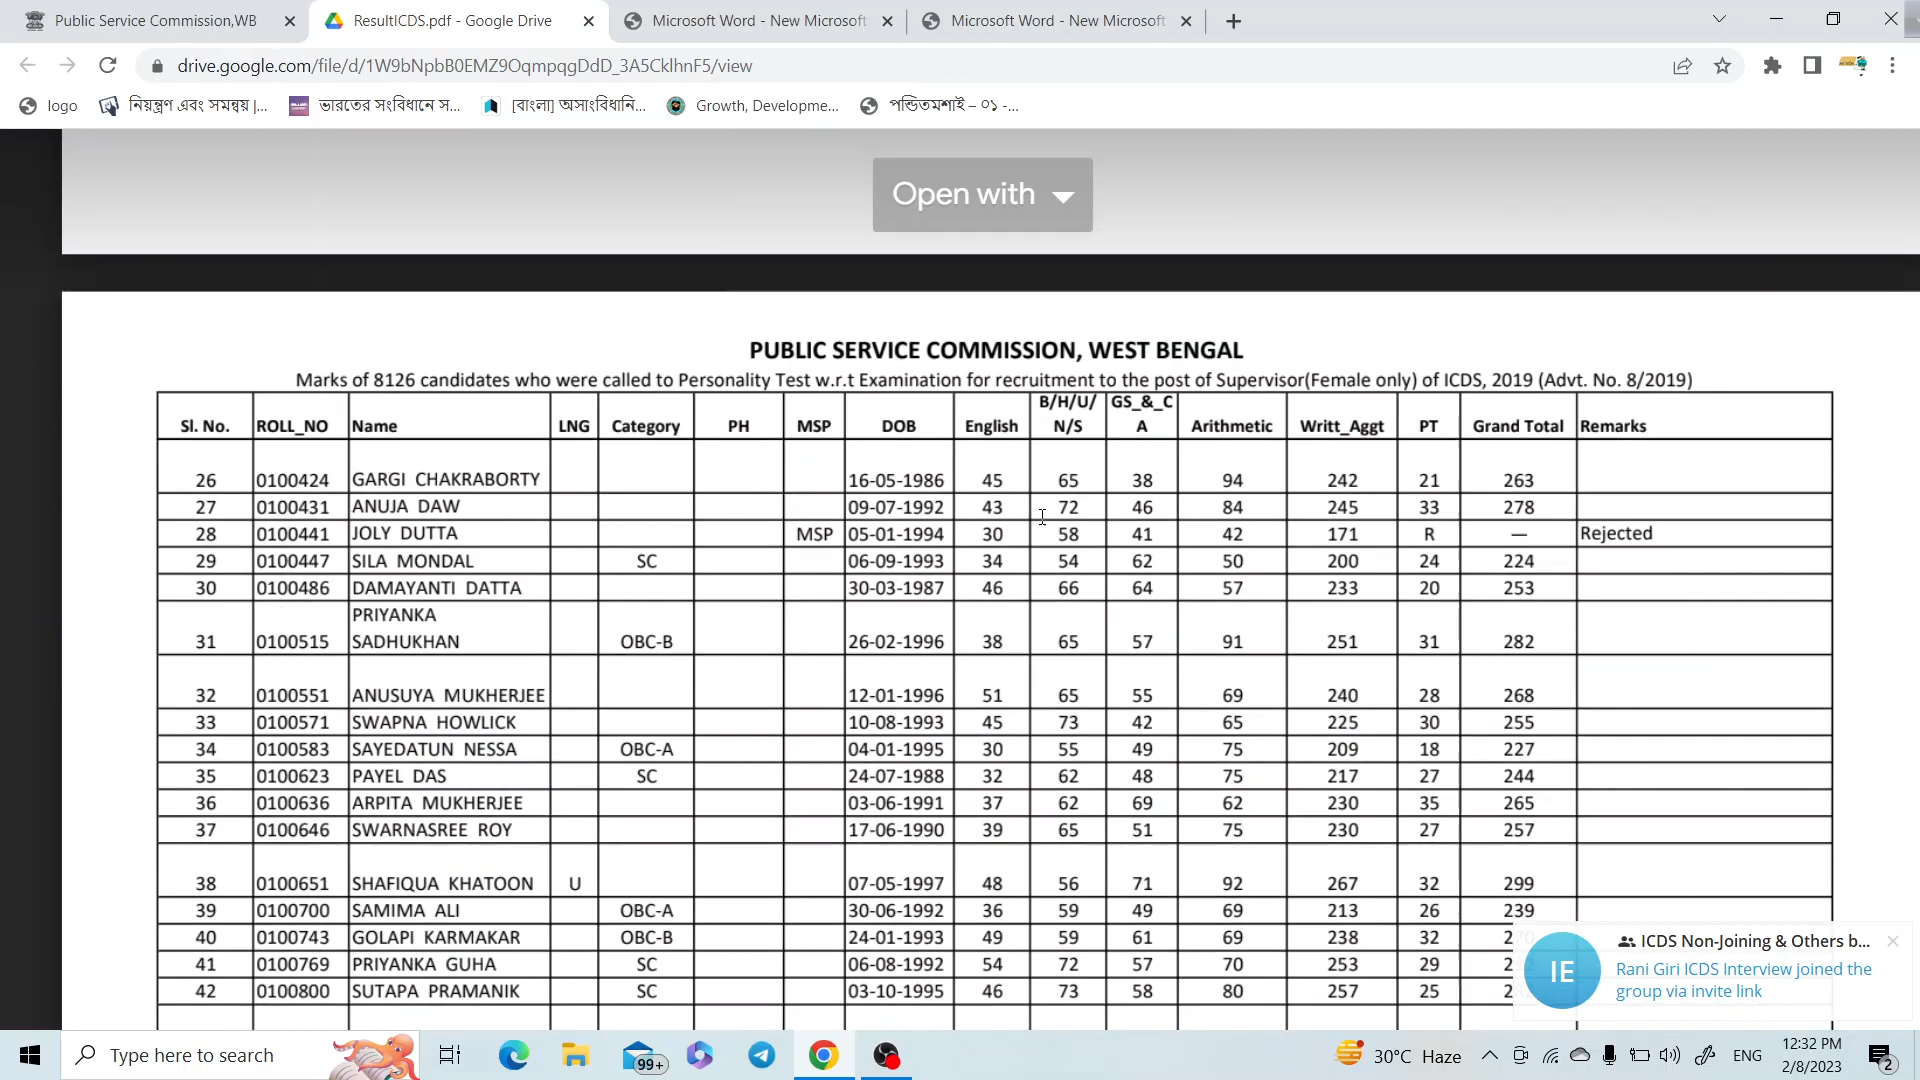 Public Service Commission,WB
ResultICDS.pdf - Google Drive
Microsoft Word - New Microsoft
Microsoft Word - New Microsoft
drive.google.com/file/d/1W9bNpbB0EMZ9OqmpqgDdD_3A5CklhnF5/view
logo নিয়ন্ত্রণ এবং সমন্বয় |... ভারতের সংবিধানে স... [বাংলা] অসাংবিধানি... Growth, Developme... পণ্ডিতমশাই – ০১ -...
Open with
PUBLIC SERVICE COMMISSION, WEST BENGAL
Marks of 8126 candidates who were called to Personality Test w.r.t Examination for recruitment to the post of Supervisor(Female only) of ICDS, 2019 (Advt. No. 8/2019)
Sl. No. ROLL_NO Name LNG Category PH MSP DOB English B/H/U/N/S GS_&_CA Arithmetic Writt_Aggt PT Grand Total Remarks
26 0100424 GARGI CHAKRABORTY 16-05-1986 45 65 38 94 242 21 263
27 0100431 ANUJA DAW 09-07-1992 43 72 46 84 245 33 278
28 0100441 JOLY DUTTA MSP 05-01-1994 30 58 41 42 171 R — Rejected
29 0100447 SILA MONDAL SC 06-09-1993 34 54 62 50 200 24 224
30 0100486 DAMAYANTI DATTA 30-03-1987 46 66 64 57 233 20 253
31 0100515 PRIYANKA SADHUKHAN OBC-B 26-02-1996 38 65 57 91 251 31 282
32 0100551 ANUSUYA MUKHERJEE 12-01-1996 51 65 55 69 240 28 268
33 0100571 SWAPNA HOWLICK 10-08-1993 45 73 42 65 225 30 255
34 0100583 SAYEDATUN NESSA OBC-A 04-01-1995 30 55 49 75 209 18 227
35 0100623 PAYEL DAS SC 24-07-1988 32 62 48 75 217 27 244
36 0100636 ARPITA MUKHERJEE 03-06-1991 37 62 69 62 230 35 265
37 0100646 SWARNASREE ROY 17-06-1990 39 65 51 75 230 27 257
38 0100651 SHAFIQUA KHATOON U 07-05-1997 48 56 71 92 267 32 299
39 0100700 SAMIMA ALI OBC-A 30-06-1992 36 59 49 69 213 26 239
40 0100743 GOLAPI KARMAKAR OBC-B 24-01-1993 49 59 61 69 238 32
41 0100769 PRIYANKA GUHA SC 06-08-1992 54 72 57 70 253 29
42 0100800 SUTAPA PRAMANIK SC 03-10-1995 46 73 58 80 257 25
IE
ICDS Non-Joining & Others b...
Rani Giri ICDS Interview joined the
group via invite link
Type here to search
99+
30°C Haze
ENG
12:32 PM
2/8/2023
2